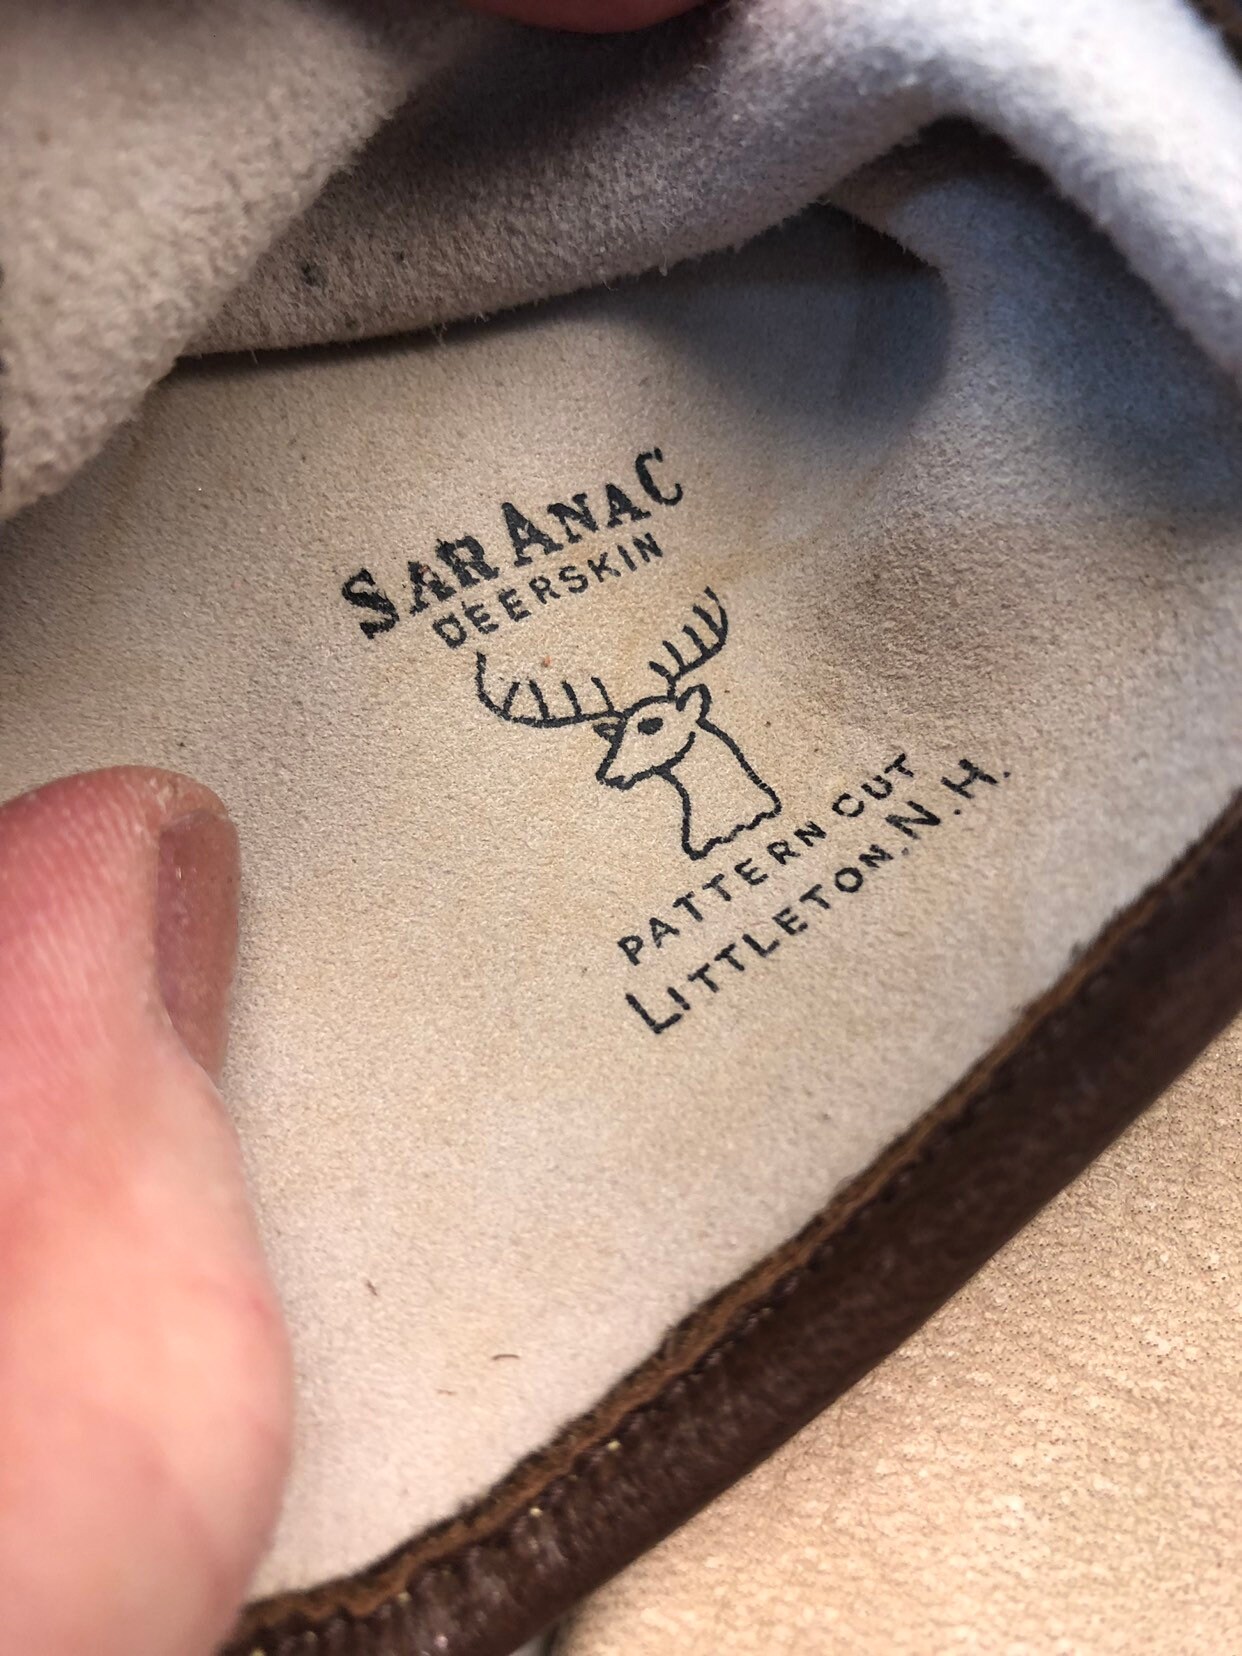 SARANAC
DEERSKIN
PATTERN CUT
LITTLETON, N.H.